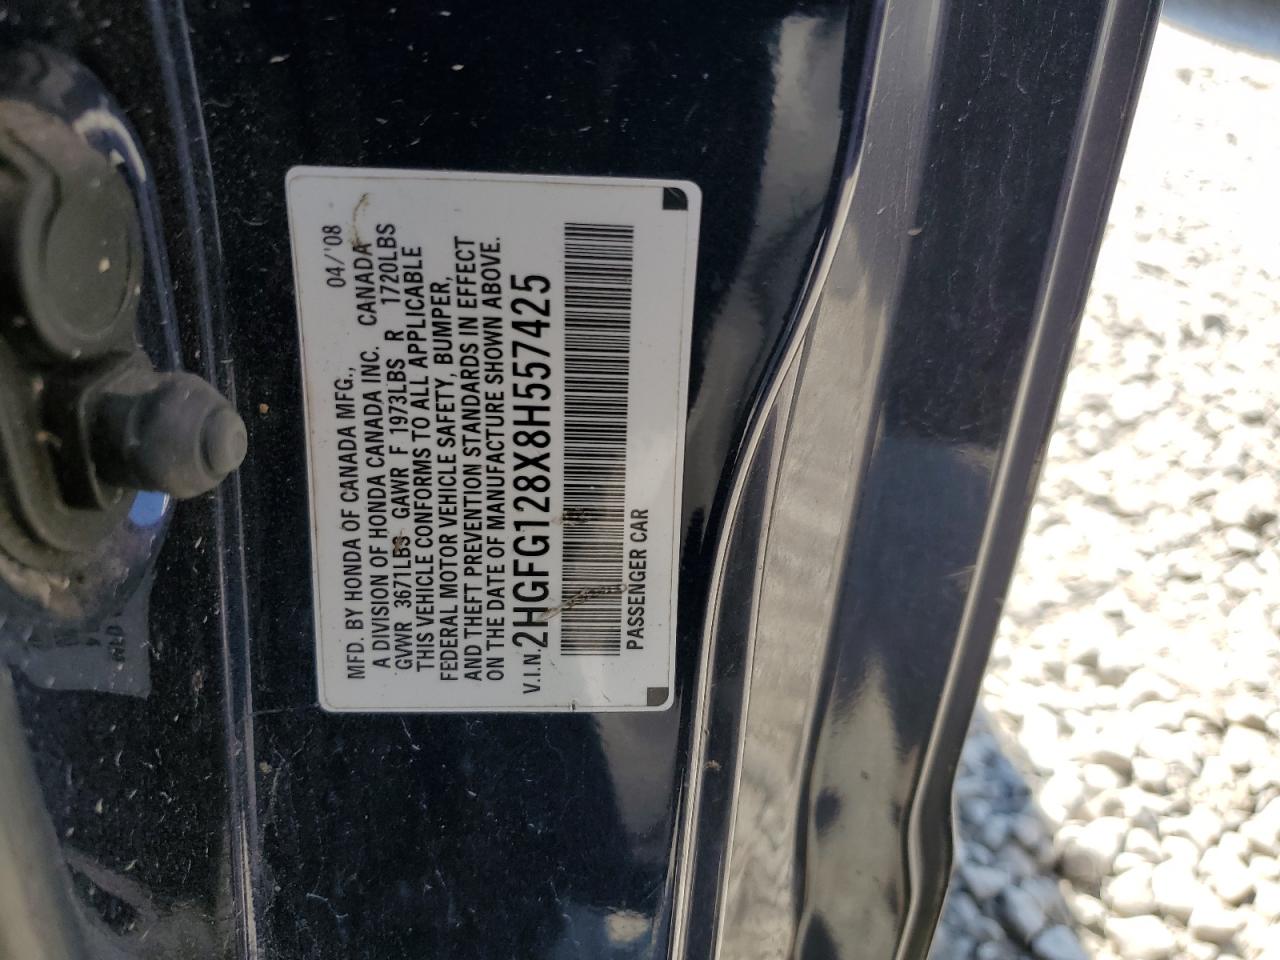 MFD. BY HONDA OF CANADA MFG., 04/'08
A DIVISION OF HONDA CANADA INC. CANADA
GVWR 3671LBS GAWR F 1973LBS R 1720LBS
THIS VEHICLE CONFORMS TO ALL APPLICABLE
FEDERAL MOTOR VEHICLE SAFETY, BUMPER,
AND THEFT PREVENTION STANDARDS IN EFFECT
ON THE DATE OF MANUFACTURE SHOWN ABOVE.
V.I.N. 2HGFG128X8H557425
PASSENGER CAR